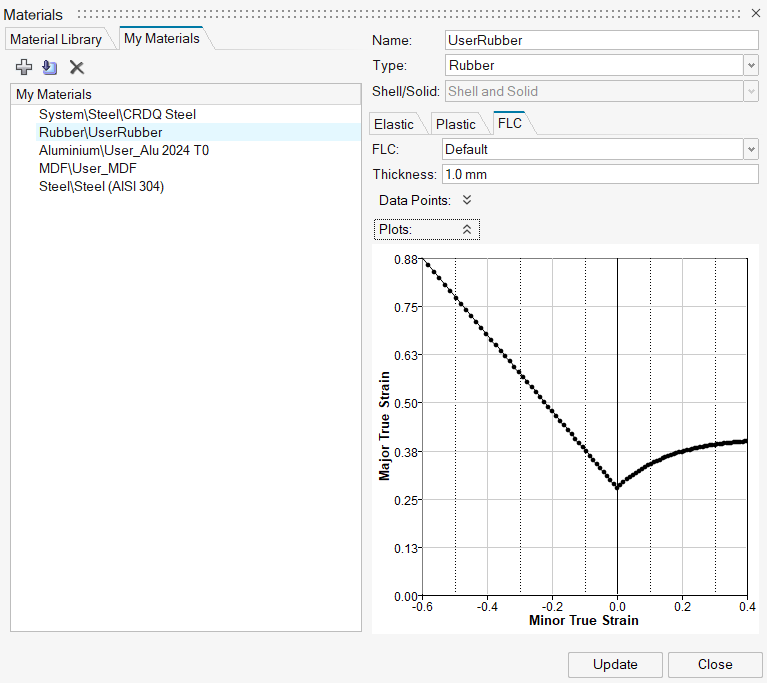 Materials
Material Library
My Materials
My Materials
System\Steel\CRDQ Steel
Rubber\UserRubber
Aluminium\User_Alu 2024 T0
MDF\User_MDF
Steel\Steel (AISI 304)
Name: UserRubber
Type: Rubber
Shell/Solid: Shell and Solid
Elastic Plastic FLC
FLC: Default
Thickness: 1.0 mm
Data Points:
Plots:
Major True Strain
0.88
0.75
0.63
0.50
0.38
0.25
0.13
0.00
-0.6 -0.4 -0.2 0.0 0.2 0.4
Minor True Strain
Update Close